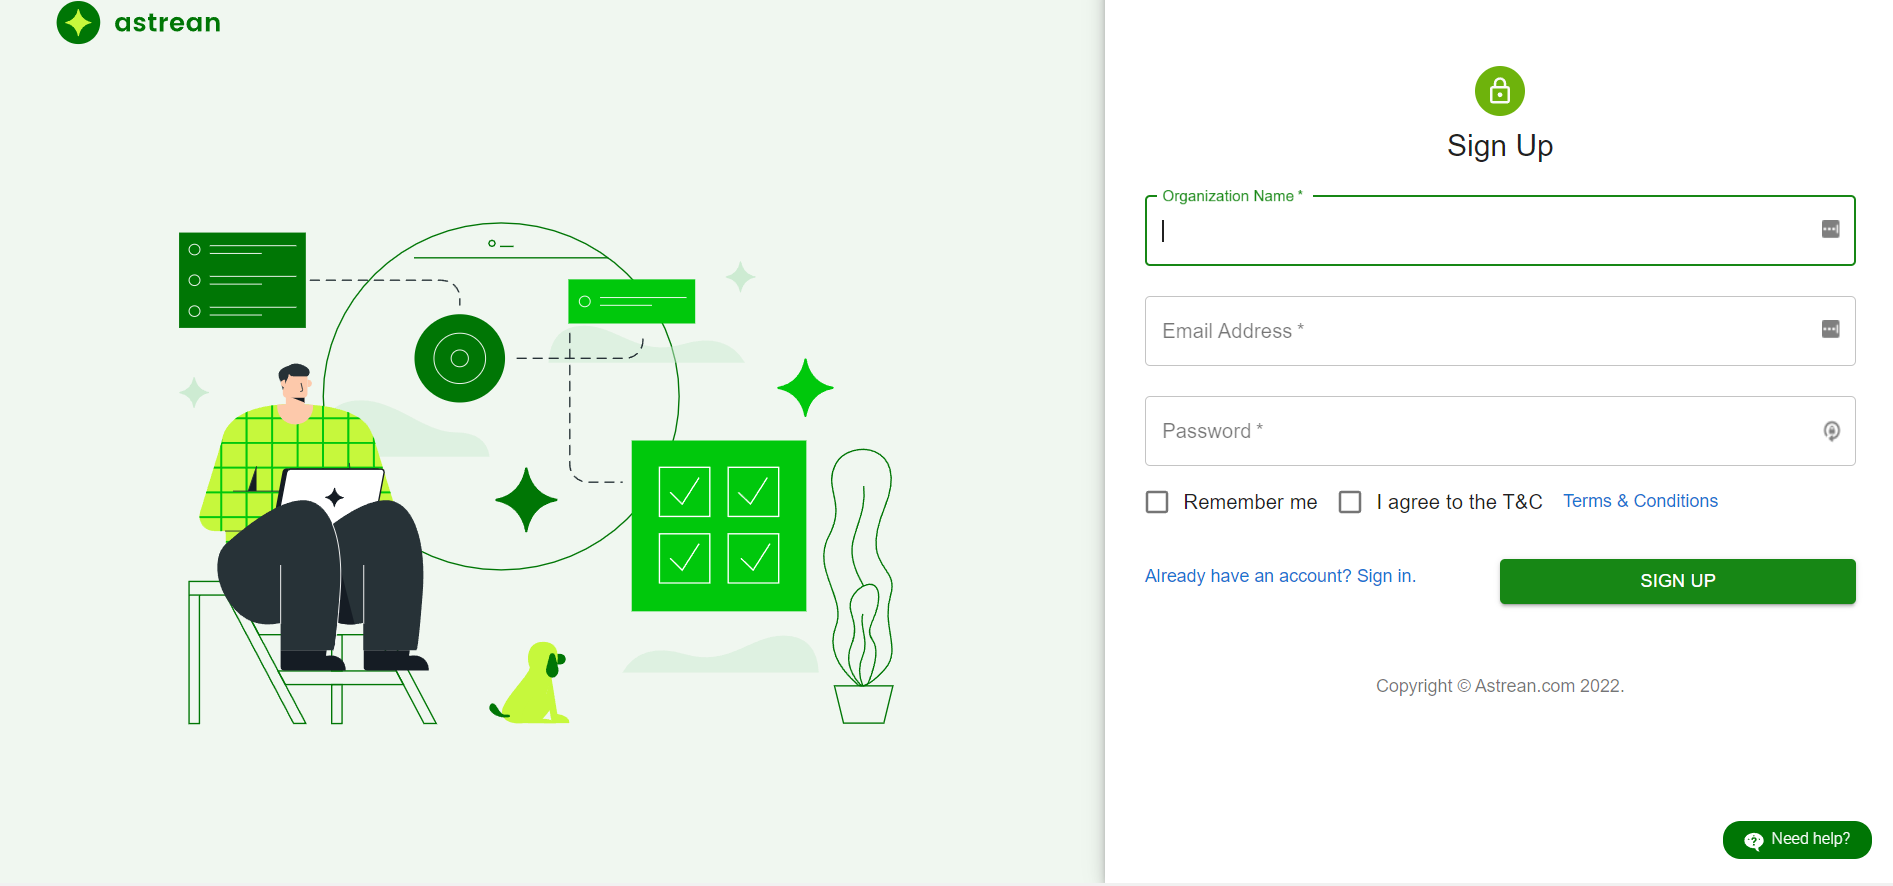 astrean
Sign Up
Organization Name *
Email Address *
Password *
Remember me I agree to the T&C Terms & Conditions
Already have an account? Sign in. SIGN UP
Copyright © Astrean.com 2022.
Need help?